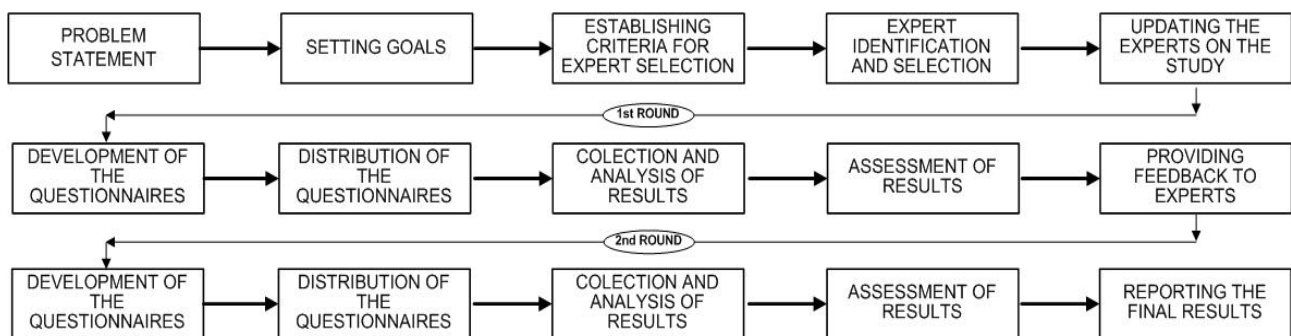 PROBLEM
STATEMENT
SETTING GOALS
ESTABLISHING
CRITERIA FOR
EXPERT SELECTION
EXPERT
IDENTIFICATION
AND SELECTION
UPDATING THE
EXPERTS ON THE
STUDY
1st ROUND
DEVELOPMENT OF
THE
QUESTIONNAIRES
DISTRIBUTION OF
THE
QUESTIONNAIRES
COLECTION AND
ANALYSIS OF
RESULTS
ASSESSMENT OF
RESULTS
PROVIDING
FEEDBACK TO
EXPERTS
2nd ROUND
DEVELOPMENT OF
THE
QUESTIONNAIRES
DISTRIBUTION OF
THE
QUESTIONNAIRES
COLECTION AND
ANALYSIS OF
RESULTS
ASSESSMENT OF
RESULTS
REPORTING THE
FINAL RESULTS